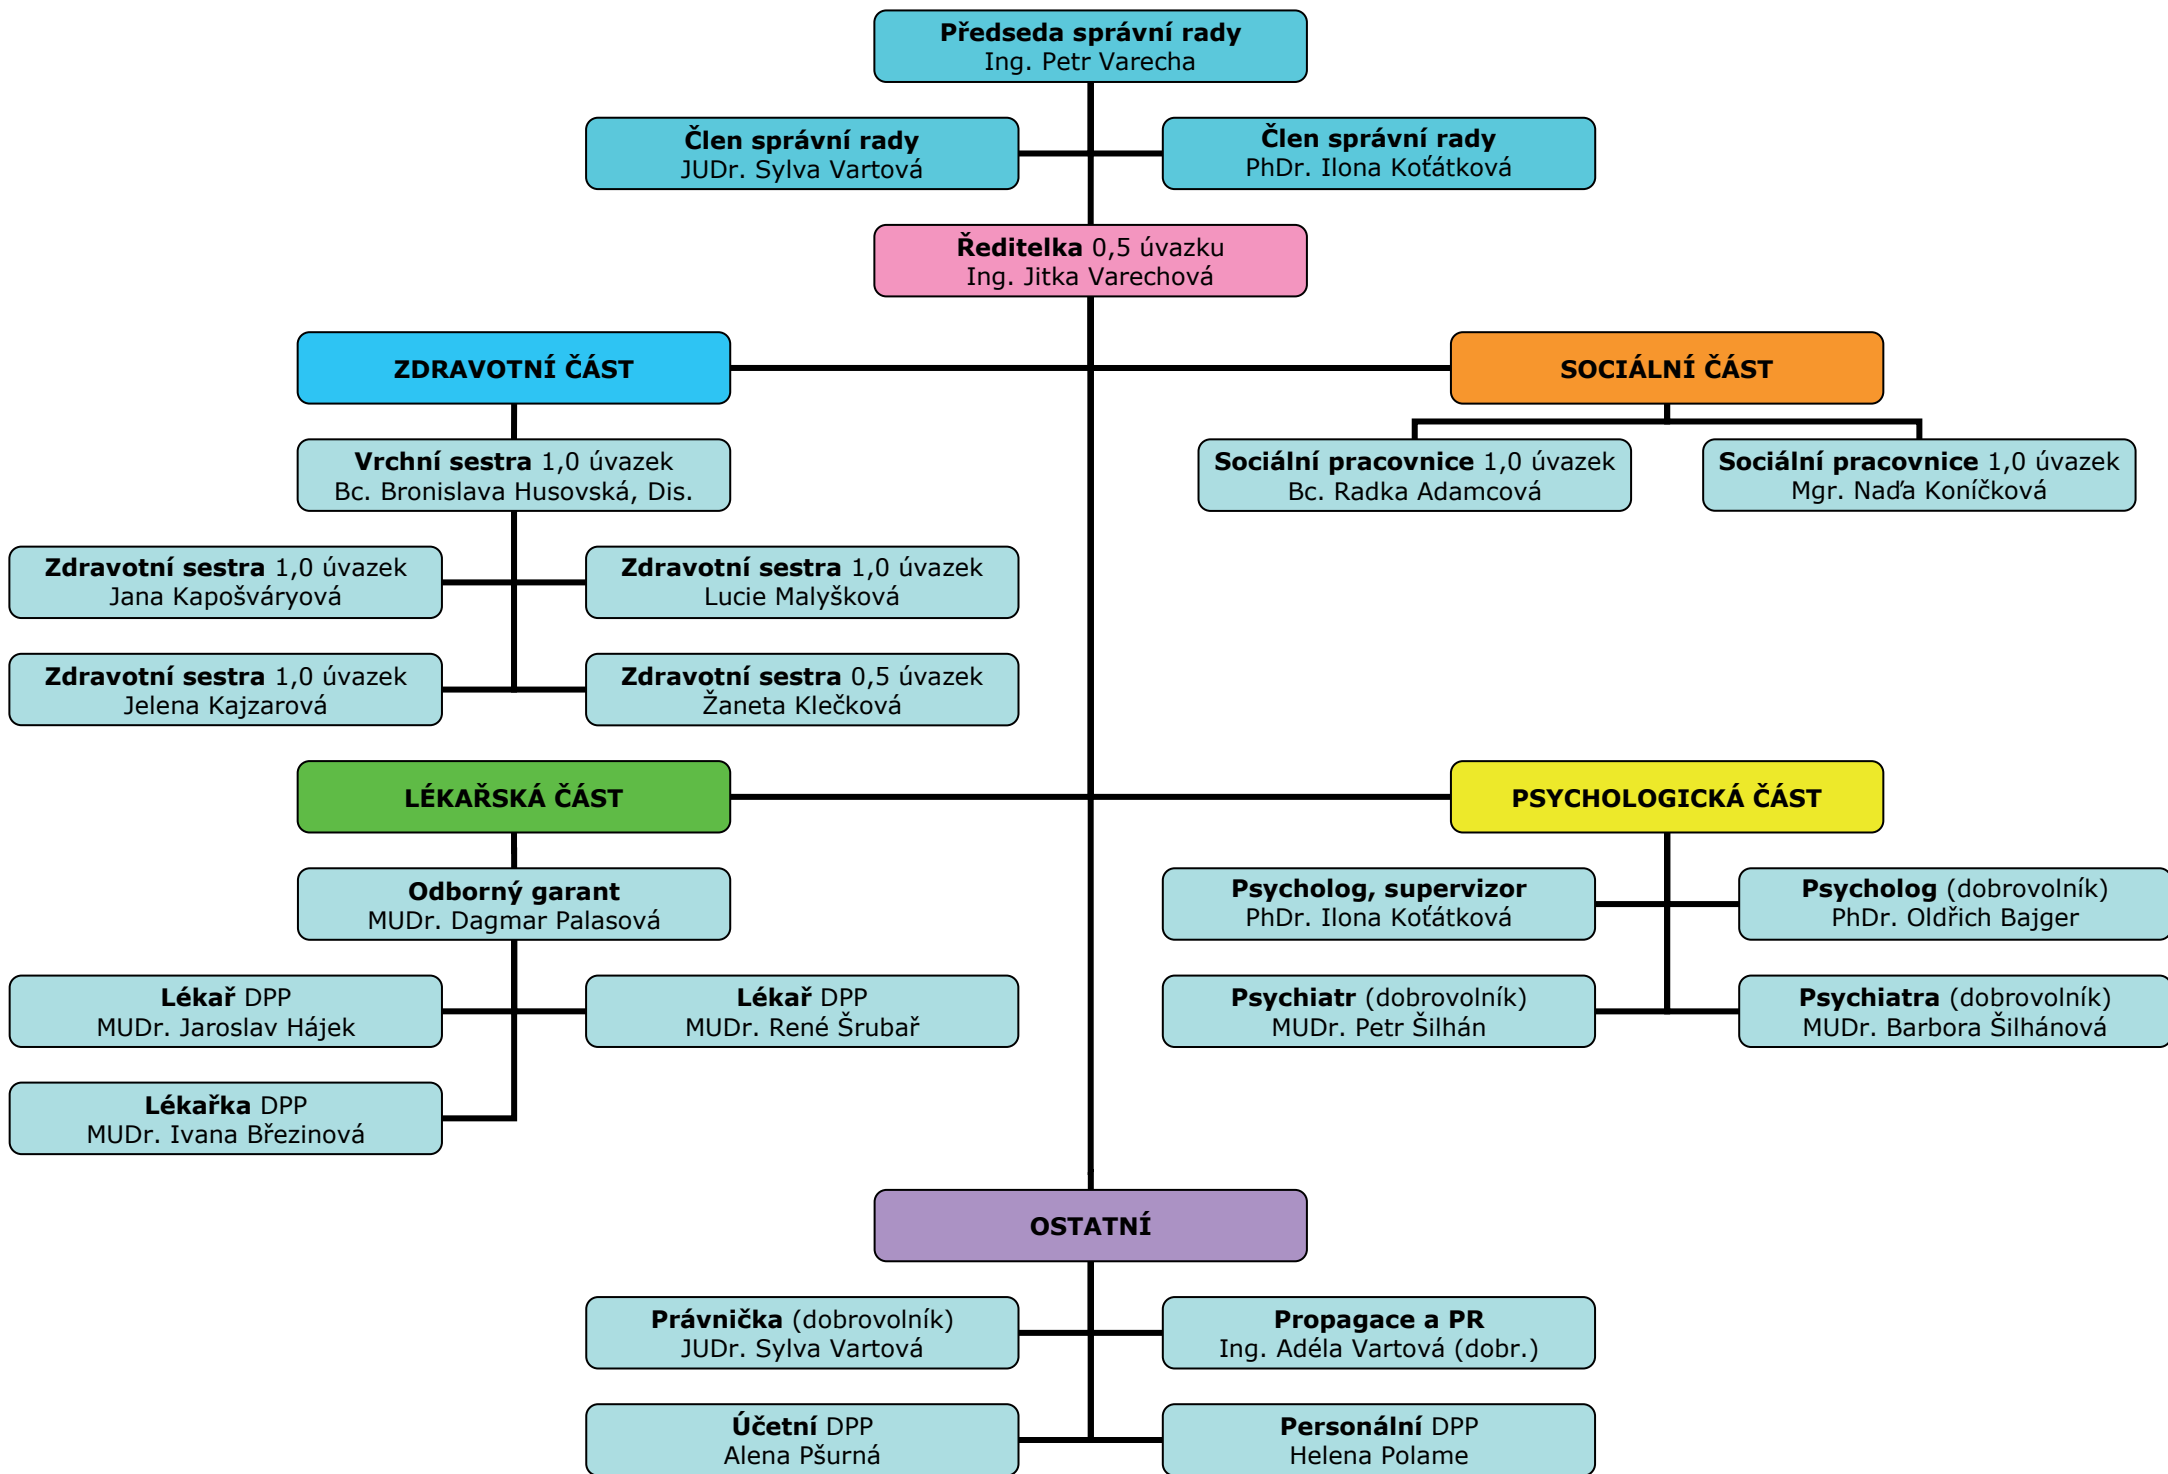 Předseda správní rady
Ing. Petr Varecha
Člen správní rady
JUDr. Sylva Vartová
Člen správní rady
PhDr. Ilona Koťátková
Ředitelka 0,5 úvazku
Ing. Jitka Varechová
ZDRAVOTNÍ ČÁST
SOCIÁLNÍ ČÁST
Vrchní sestra 1,0 úvazek
Bc. Bronislava Husovská, Dis.
Sociální pracovnice 1,0 úvazek
Bc. Radka Adamcová
Sociální pracovnice 1,0 úvazek
Mgr. Naďa Koníčková
Zdravotní sestra 1,0 úvazek
Jana Kapošváryová
Zdravotní sestra 1,0 úvazek
Lucie Malyšková
Zdravotní sestra 1,0 úvazek
Jelena Kajzarová
Zdravotní sestra 0,5 úvazek
Žaneta Klečková
LÉKAŘSKÁ ČÁST
PSYCHOLOGICKÁ ČÁST
Odborný garant
MUDr. Dagmar Palasová
Psycholog, supervizor
PhDr. Ilona Koťátková
Psycholog (dobrovolník)
PhDr. Oldřich Bajger
Lékař DPP
MUDr. Jaroslav Hájek
Lékař DPP
MUDr. René Šrubař
Psychiatr (dobrovolník)
MUDr. Petr Šilhán
Psychiatra (dobrovolník)
MUDr. Barbora Šilhánová
Lékařka DPP
MUDr. Ivana Březinová
OSTATNÍ
Právnička (dobrovolník)
JUDr. Sylva Vartová
Propagace a PR
Ing. Adéla Vartová (dobr.)
Účetní DPP
Alena Pšurná
Personální DPP
Helena Polame